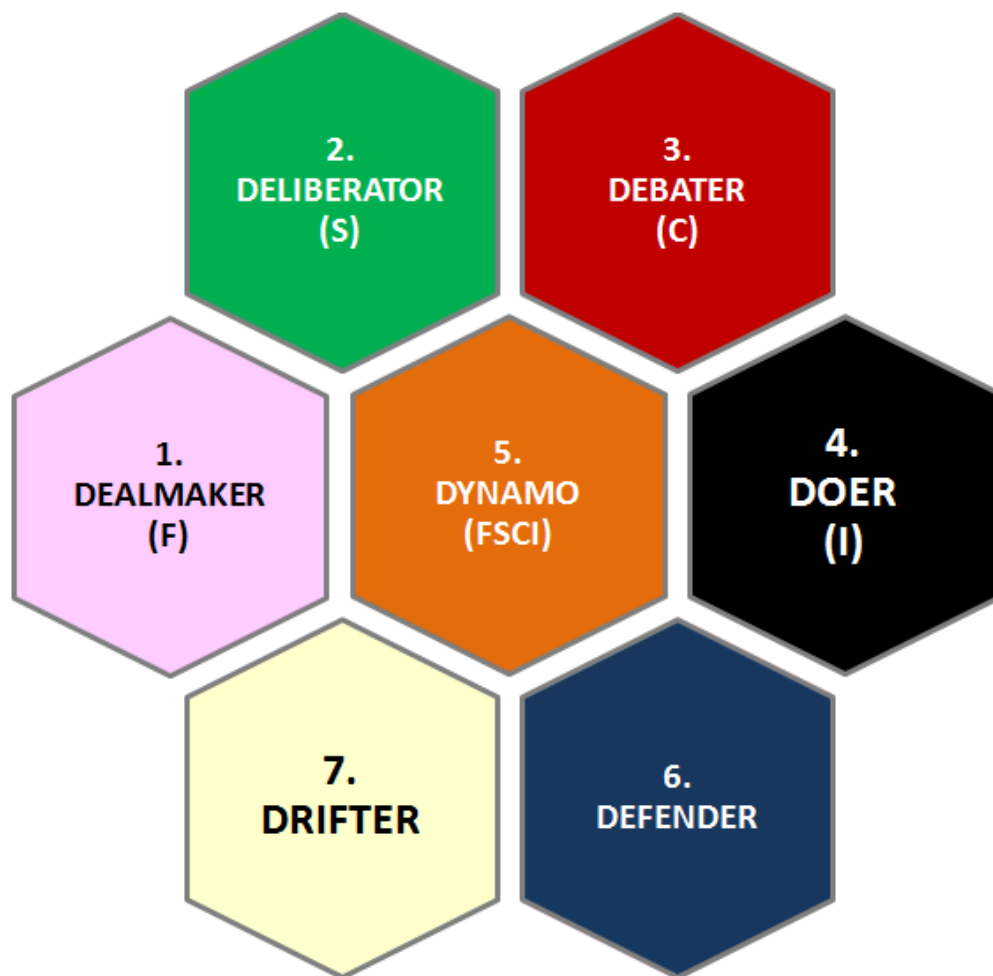 2.
DELIBERATOR
(S)
3.
DEBATER
(C)
1.
DEALMAKER
(F)
5.
DYNAMO
(FSCI)
4.
DOER
(I)
7.
DRIFTER
6.
DEFENDER